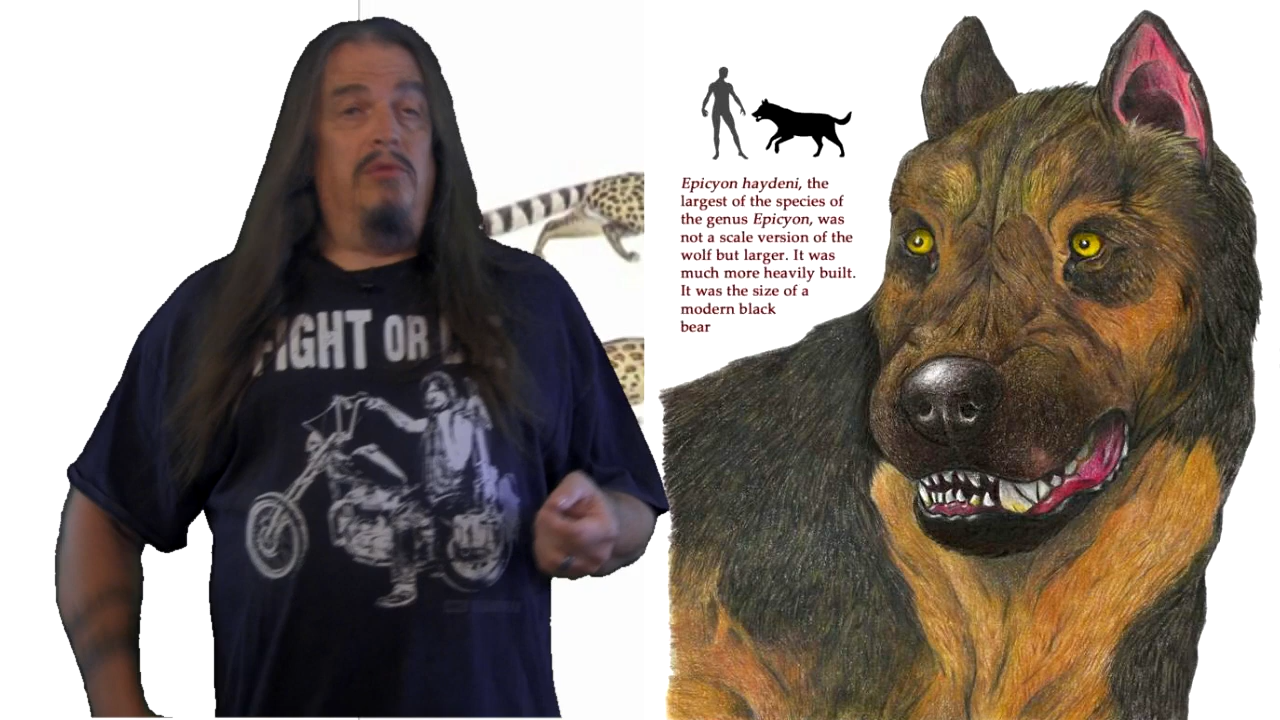 FIGHT OR
Epicyon haydeni, the
largest of the species of
the genus Epicyon, was
not a scale version of the
wolf but larger. It was
much more heavily built.
It was the size of a
modern black
bear